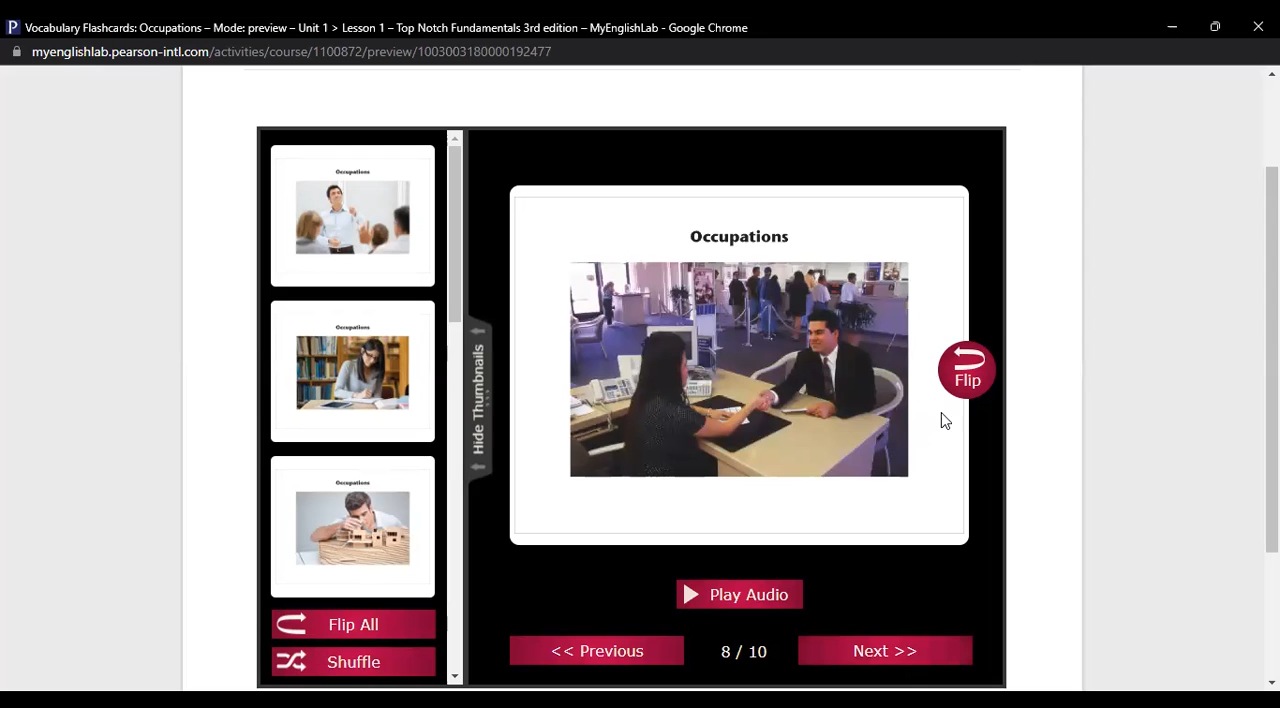 Vocabulary Flashcards: Occupations – Mode: preview – Unit 1 > Lesson 1 – Top Notch Fundamentals 3rd edition – MyEnglishLab - Google Chrome
myenglishlab.pearson-intl.com/activities/course/1100872/preview/1003003180000192477
Occupations
Occupations
Occupations
Flip All
Shuffle
Hide Thumbnails
Occupations
Flip
Play Audio
<< Previous
8 / 10
Next >>